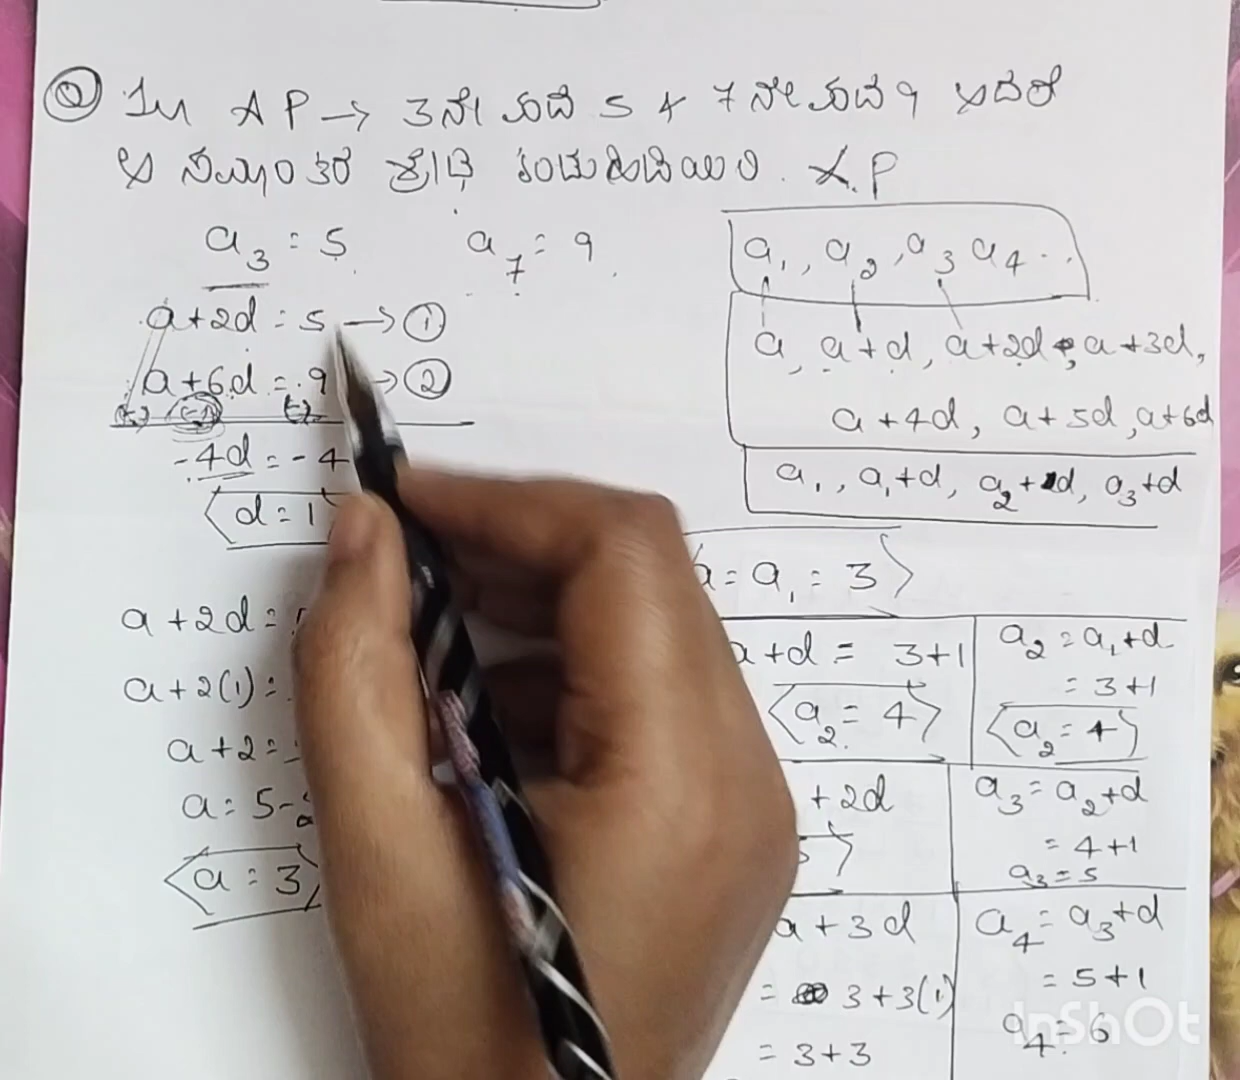 Q In AP → 3ನೇ ಪದ 5 & 7ನೇ ಪದ 9 ಆದರೆ
ಆ ಸಮಾಂತರ ಶ್ರೇಢಿ ಕಂಡುಹಿಡಿಯಿರಿ. A.P
a₃ = 5 a₇ = 9
a+2d = 5 → ①
a+6d = 9 → ②
(-) (-) (-)
-4d = -4
d = 1
a+2d =
a+2(1) =
a+2 =
a = 5-2
a = 3
a₁, a₂, a₃ a₄ ..
a, a+d, a+2d, a+3d,
a+4d, a+5d, a+6d
a₁, a₁+d, a₂+d, a₃+d
a = a₁ = 3
a+d = 3+1
a₂ = 4
+2d
a+3d
= 3+3(1)
= 3+3
a₂ = a₁+d
= 3+1
a₂ = 4
a₃ = a₂+d
= 4+1
a₃ = 5
a₄ = a₃+d
= 5+1
a₄ = 6
InShOt